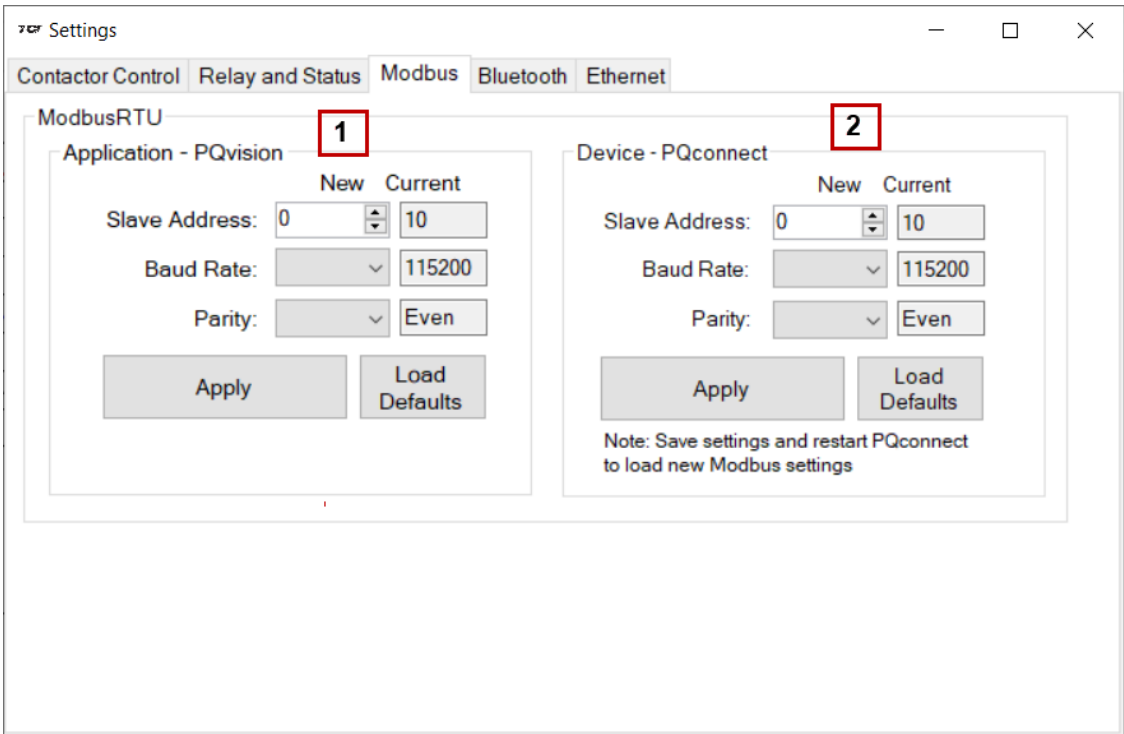 TCI Settings
Contactor Control Relay and Status Modbus Bluetooth Ethernet
ModbusRTU
1
2
Application - PQvision
Device - PQconnect
New Current
New Current
Slave Address: 0 10
Slave Address: 0 10
Baud Rate: 115200
Baud Rate: 115200
Parity: Even
Parity: Even
Apply
Load
Defaults
Apply
Load
Defaults
Note: Save settings and restart PQconnect
to load new Modbus settings